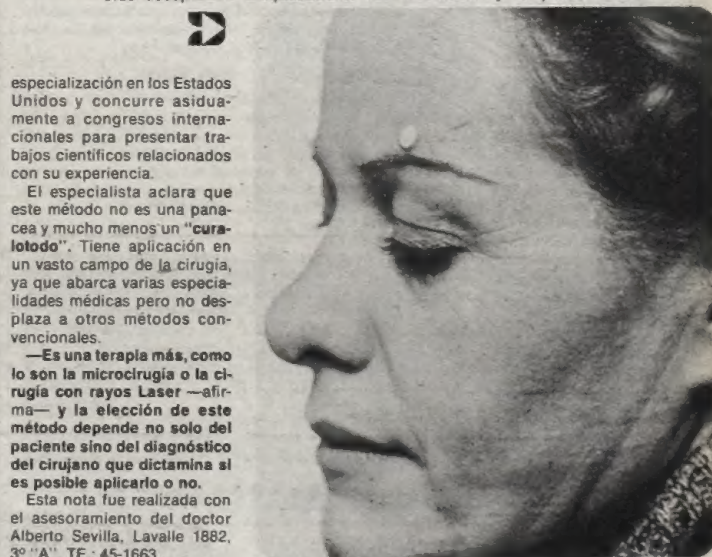 especialización en los Estados
Unidos y concurre asidua-
mente a congresos interna-
cionales para presentar tra-
bajos científicos relacionados
con su experiencia.
El especialista aclara que
este método no es una pana-
cea y mucho menos un "cura-
lotodo". Tiene aplicación en
un vasto campo de la cirugía,
ya que abarca varias especia-
lidades médicas pero no des-
plaza a otros métodos con-
vencionales.
—Es una terapia más, como
lo son la microcirugía o la ci-
rugía con rayos Laser —afir-
ma— y la elección de este
método depende no solo del
paciente sino del diagnóstico
del cirujano que dictamina si
es posible aplicarlo o no.
Esta nota fue realizada con
el asesoramiento del doctor
Alberto Sevilla, Lavalle 1882,
3º "A". TE.: 45-1663